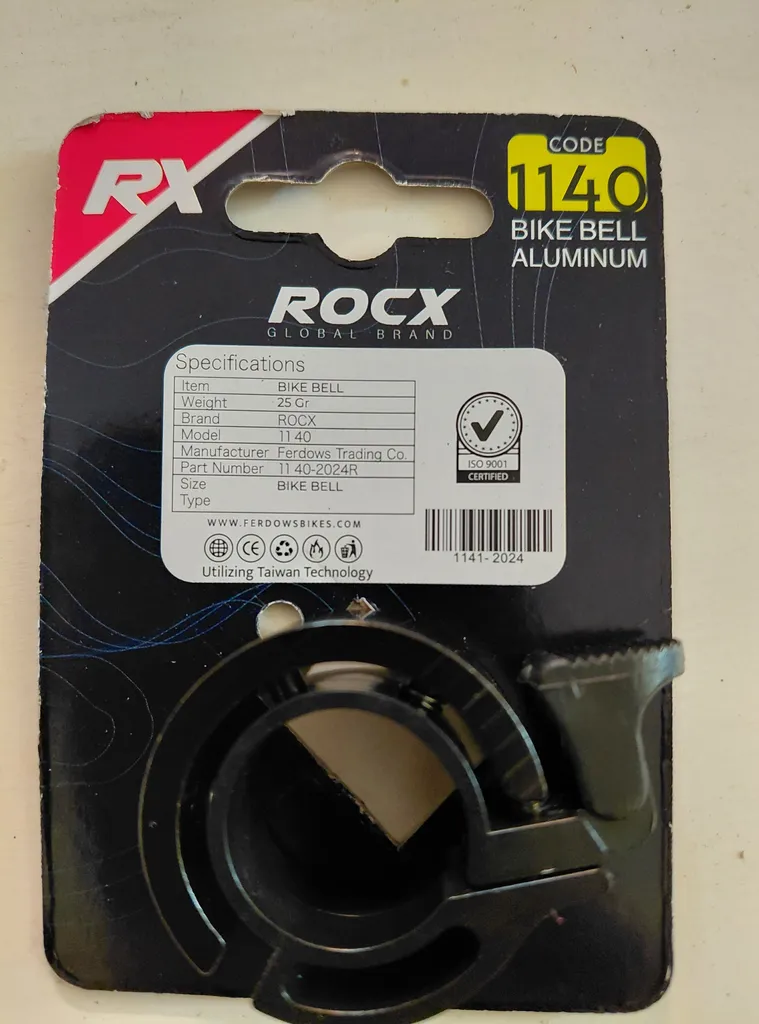 RX
CODE
1140
BIKE BELL
ALUMINUM
ROCX
GLOBAL BRAND
Specifications
Item BIKE BELL
Weight 25 Gr
Brand ROCX
Model 1140
Manufacturer Ferdows Trading Co.
Part Number 1140-2024R
Size BIKE BELL
Type
WWW.FERDOWSBIKES.COM
CE
Utilizing Taiwan Technology
ISO 9001
CERTIFIED
1141-2024